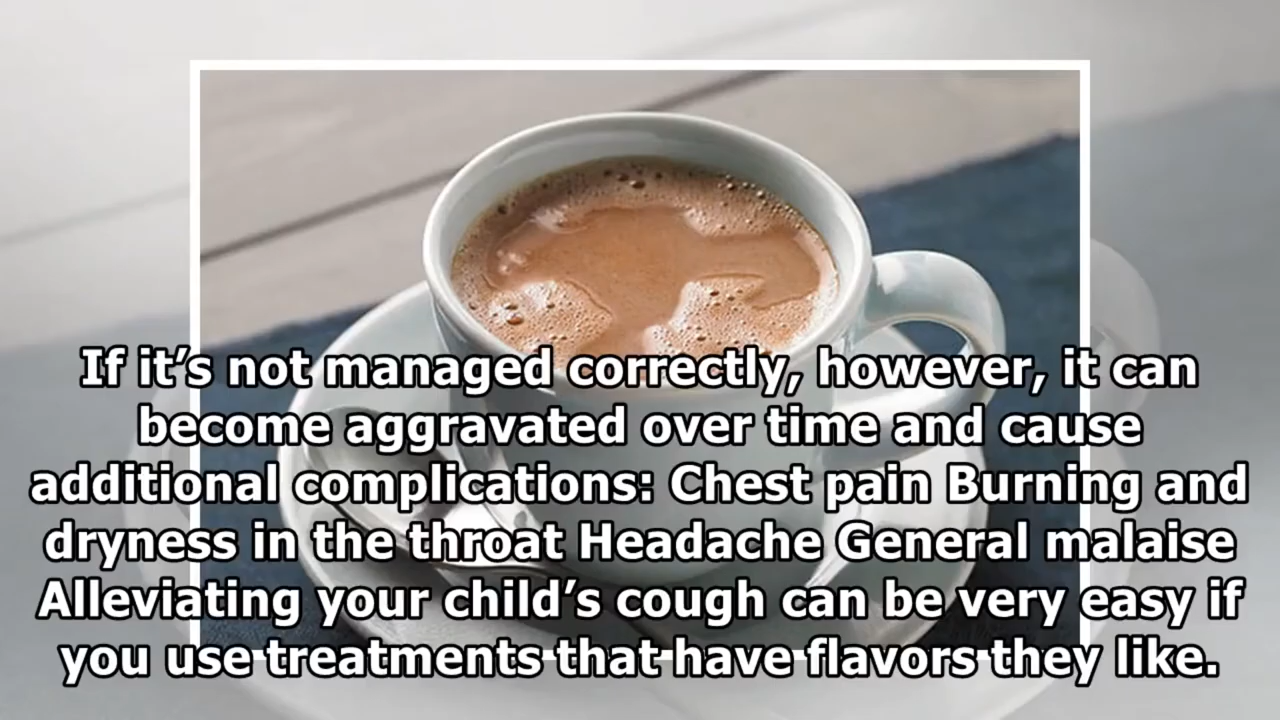 If it’s not managed correctly, however, it can
become aggravated over time and cause
additional complications: Chest pain Burning and
dryness in the throat Headache General malaise
Alleviating your child’s cough can be very easy if
you use treatments that have flavors they like.